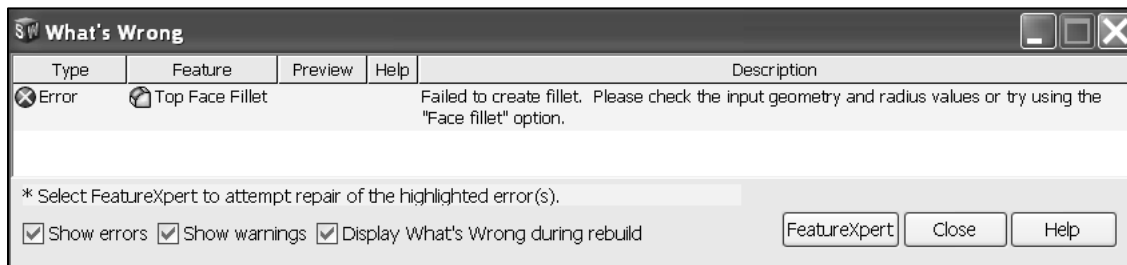 SW What's Wrong
Type Feature Preview Help Description
Error Top Face Fillet Failed to create fillet. Please check the input geometry and radius values or try using the
"Face fillet" option.
* Select FeatureXpert to attempt repair of the highlighted error(s).
Show errors Show warnings Display What's Wrong during rebuild FeatureXpert Close Help